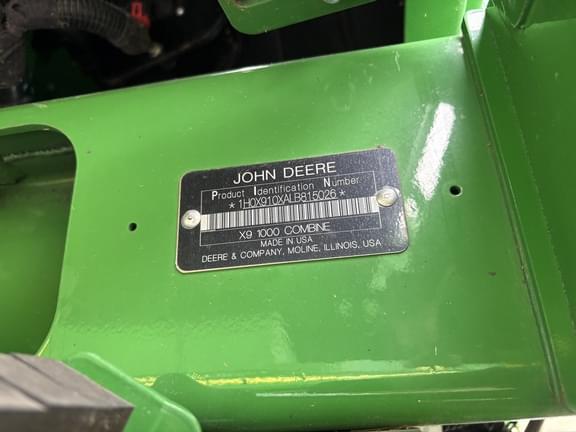 JOHN DEERE
Product Identification Number
*1H0X910XALB815026*
X9 1000 COMBINE
MADE IN USA
DEERE & COMPANY, MOLINE, ILLINOIS, USA